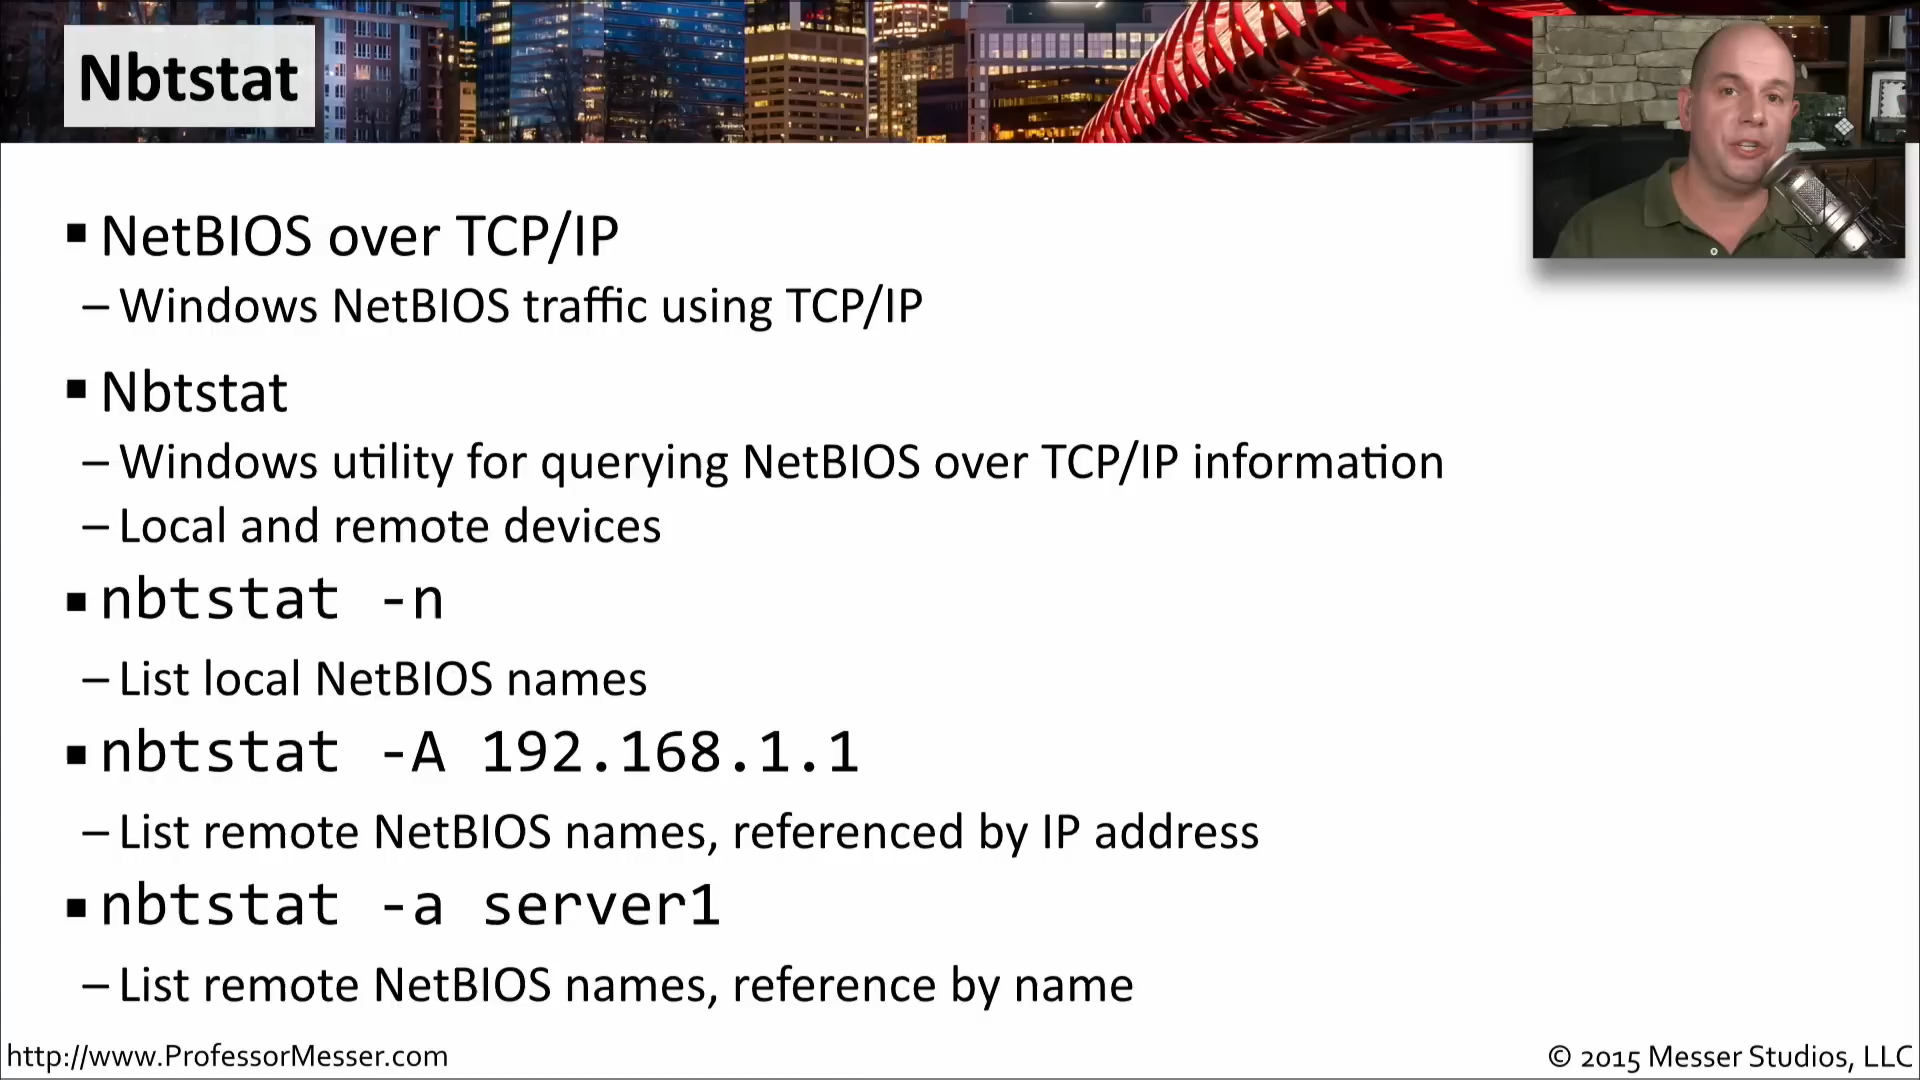 Nbtstat
▪ NetBIOS over TCP/IP
– Windows NetBIOS traffic using TCP/IP
▪ Nbtstat
– Windows utility for querying NetBIOS over TCP/IP information
– Local and remote devices
▪ nbtstat -n
– List local NetBIOS names
▪ nbtstat -A 192.168.1.1
– List remote NetBIOS names, referenced by IP address
▪ nbtstat -a server1
– List remote NetBIOS names, reference by name
http://www.ProfessorMesser.com
© 2015 Messer Studios, LLC